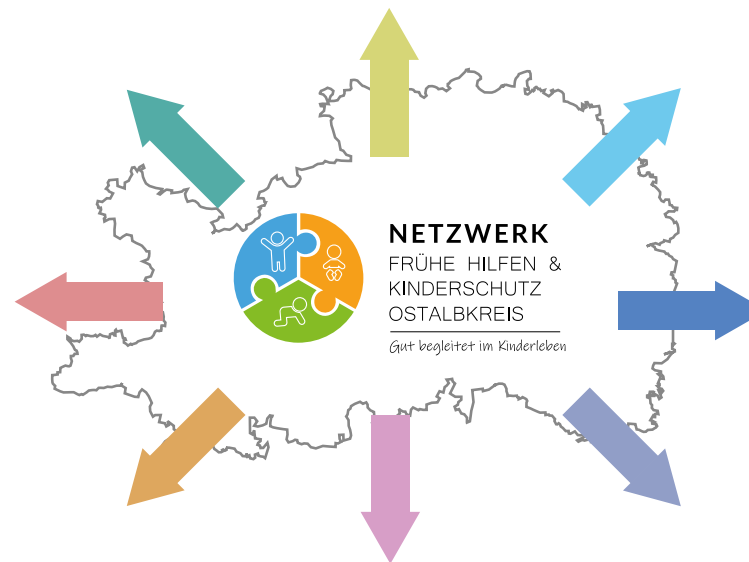 NETZWERK
FRÜHE HILFEN &
KINDERSCHUTZ
OSTALBKREIS
Gut begleitet im Kinderleben